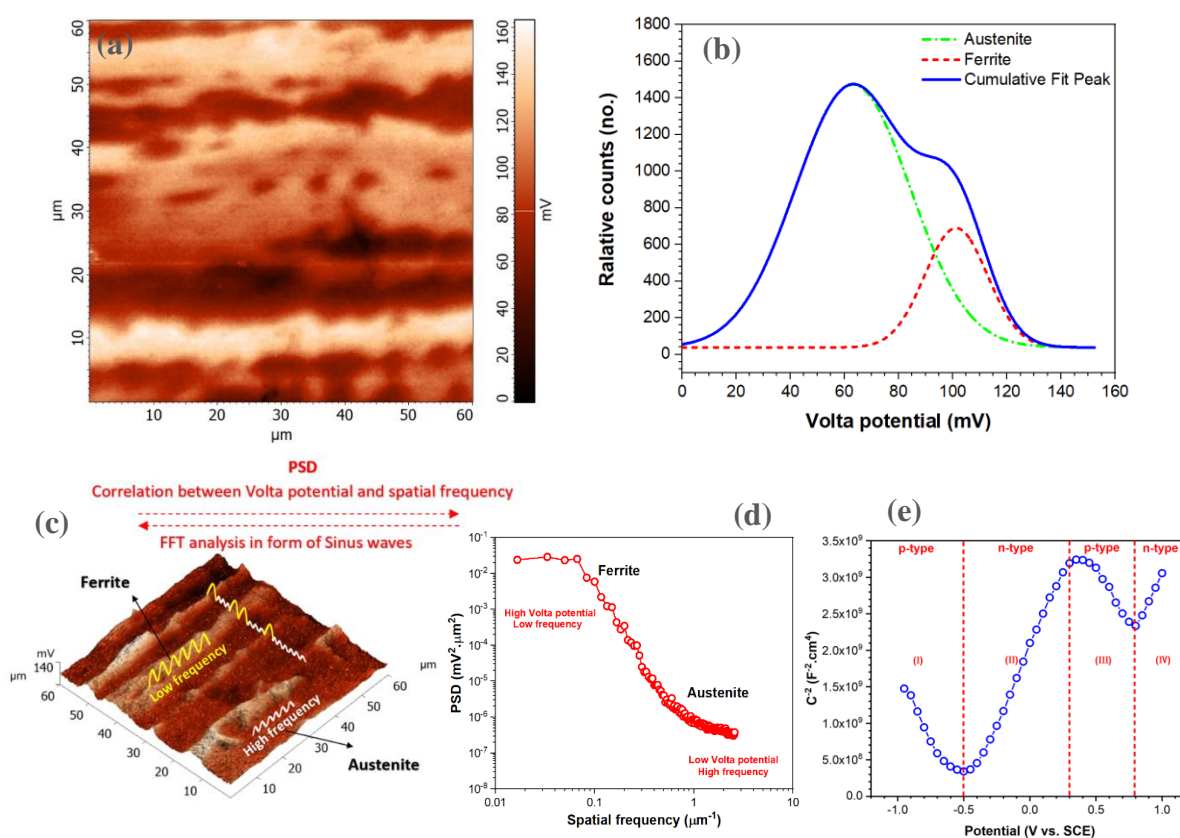 (a)
60
50
40
30
20
10
µm
10
20
30
40
50
60
µm
160
140
120
100
80
60
40
20
0
mV
(b)
Austenite
Ferrite
Cumulative Fit Peak
Ralative counts (no.)
1800
1600
1400
1200
1000
800
600
400
200
0
0
20
40
60
80
100
120
140
160
Volta potential (mV)
PSD
Correlation between Volta potential and spatial frequency
FFT analysis in form of Sinus waves
(c)
Ferrite
Low frequency
High frequency
Austenite
mV
140
µm
60
50
40
30
20
10
µm
60
50
40
30
20
10
(d)
PSD (mV².µm²)
10⁻¹
10⁻²
10⁻³
10⁻⁴
10⁻⁵
10⁻⁶
10⁻⁷
10⁻⁸
Ferrite
High Volta potential
Low frequency
Austenite
Low Volta potential
High frequency
0.01
0.1
1
10
Spatial frequency (µm⁻¹)
(e)
C⁻² (F⁻².cm⁴)
3.5x10⁹
3.0x10⁹
2.5x10⁹
2.0x10⁹
1.5x10⁹
1.0x10⁹
5.0x10⁸
0.0
p-type
n-type
p-type
n-type
(I)
(II)
(III)
(IV)
-1.0
-0.5
0.0
0.5
1.0
Potential (V vs. SCE)